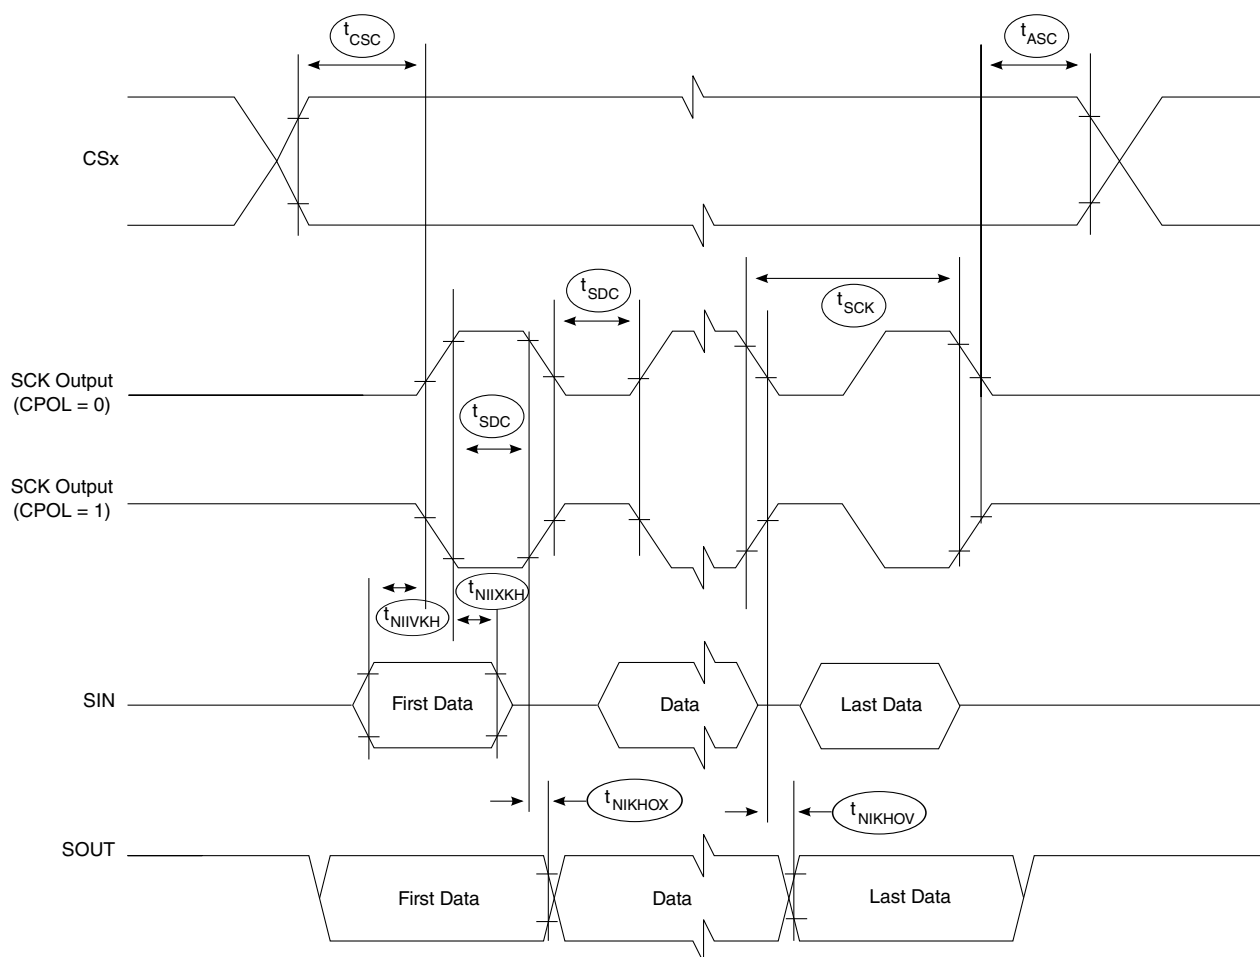 tCSC
tASC
CSx
tSDC
tSCK
SCK Output
(CPOL = 0)
tSDC
SCK Output
(CPOL = 1)
tNIIVKH
tNIIXKH
SIN
First Data
Data
Last Data
tNIKHOX
tNIKHOV
SOUT
First Data
Data
Last Data